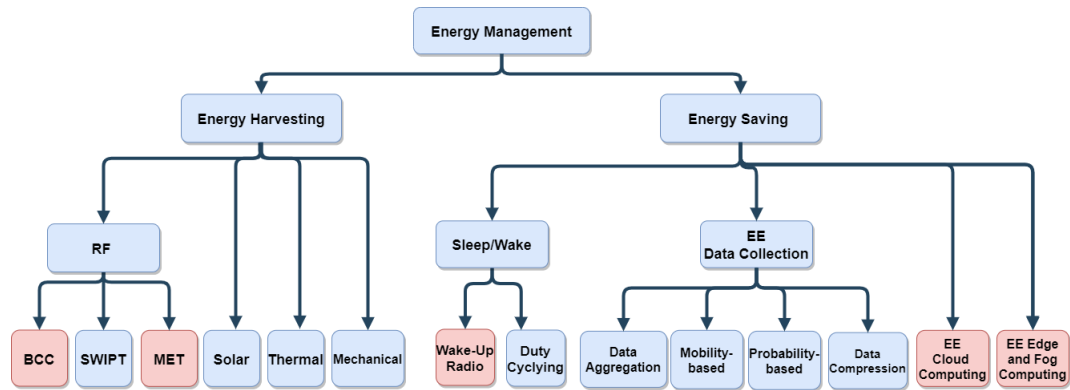 Energy Management
Energy Harvesting
Energy Saving
RF
Sleep/Wake
EE
Data Collection
BCC
SWIPT
MET
Solar
Thermal
Mechanical
Wake-Up
Radio
Duty
Cyclying
Data
Aggregation
Mobility-
based
Probability-
based
Data
Compression
EE
Cloud
Computing
EE Edge
and Fog
Computing